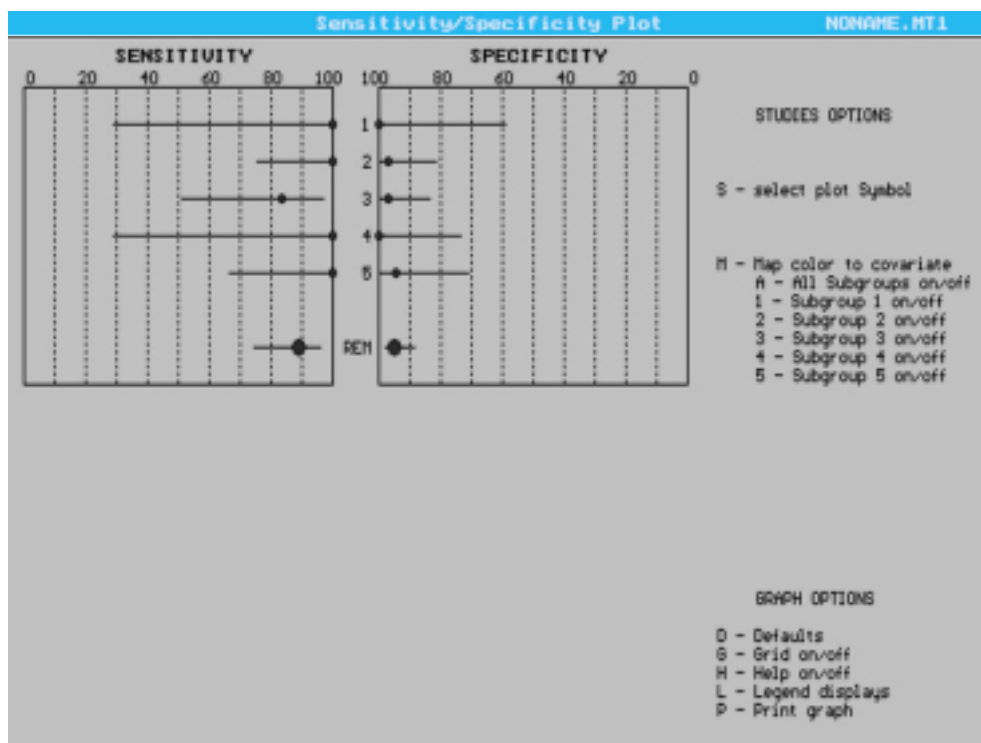 Sensitivity/Specificity Plot NONAME.MT1
SENSITIVITY SPECIFICITY
0 20 40 60 80 100 100 80 60 40 20 0
1
2
3
4
5
REM
STUDIES OPTIONS
S - select plot Symbol
M - Map color to covariate
A - All Subgroups on/off
1 - Subgroup 1 on/off
2 - Subgroup 2 on/off
3 - Subgroup 3 on/off
4 - Subgroup 4 on/off
5 - Subgroup 5 on/off
GRAPH OPTIONS
D - Defaults
G - Grid on/off
H - Help on/off
L - Legend displays
P - Print graph